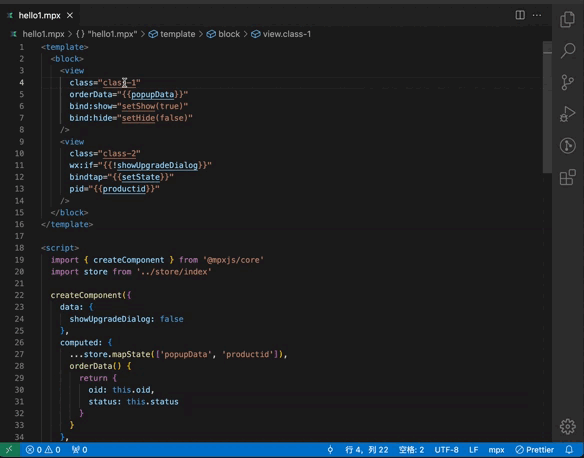 hello1.mpx ×
hello1.mpx > {} "hello1.mpx" > template > block > view.class-1
1 <template>
2 <block>
3 <view
4 class="class-1"
5 orderData="{{popupData}}"
6 bind:show="setShow(true)"
7 bind:hide="setHide(false)"
8 />
9 <view
10 class="class-2"
11 wx:if="{{!showUpgradeDialog}}"
12 bindtap="{{setState}}"
13 pid="{{productid}}"
14 />
15 </block>
16 </template>
17
18 <script>
19 import { createComponent } from '@mpxjs/core'
20 import store from '../store/index'
21
22 createComponent({
23 data: {
24 showUpgradeDialog: false
25 },
26 computed: {
27 ...store.mapState(['popupData', 'productid']),
28 orderData() {
29 return {
30 oid: this.oid,
31 status: this.status
32 }
33 }
34 },
0 0 0 行 4，列 22 空格: 2 UTF-8 LF mpx Prettier